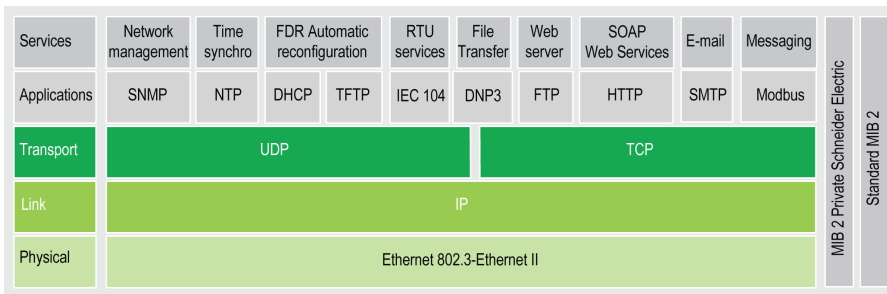 Services
Network
management
Time
synchro
FDR Automatic
reconfiguration
RTU
services
File
Transfer
Web
server
SOAP
Web Services
E-mail
Messaging
Applications
SNMP
NTP
DHCP
TFTP
IEC 104
DNP3
FTP
HTTP
SMTP
Modbus
Transport
UDP
TCP
Link
IP
Physical
Ethernet 802.3-Ethernet II
MIB 2 Private Schneider Electric
Standard MIB 2